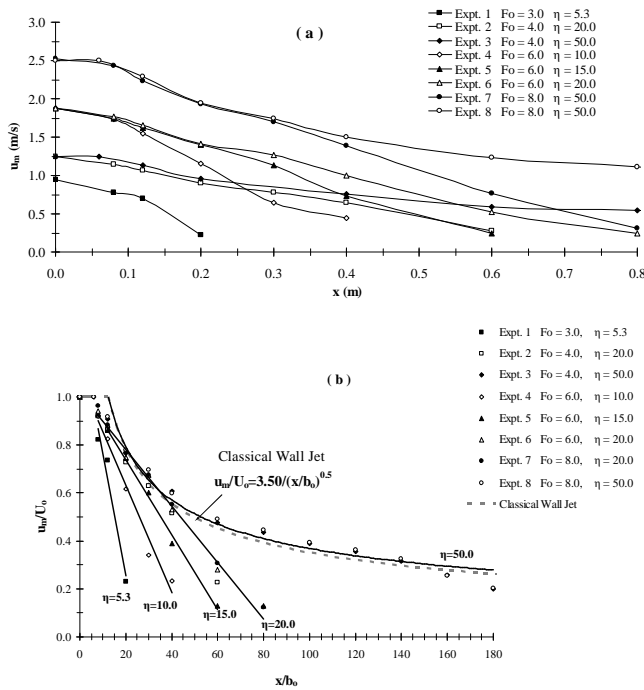 ( a )
Expt. 1 Fo = 3.0 η = 5.3
Expt. 2 Fo = 4.0 η = 20.0
Expt. 3 Fo = 4.0 η = 50.0
Expt. 4 Fo = 6.0 η = 10.0
Expt. 5 Fo = 6.0 η = 15.0
Expt. 6 Fo = 6.0 η = 20.0
Expt. 7 Fo = 8.0 η = 50.0
Expt. 8 Fo = 8.0 η = 50.0
3.0
2.5
2.0
1.5
1.0
0.5
0.0
uₘ (m/s)
0.0 0.1 0.2 0.3 0.4 0.5 0.6 0.7 0.8
x (m)
Expt. 1 Fo = 3.0, η = 5.3
Expt. 2 Fo = 4.0, η = 20.0
Expt. 3 Fo = 4.0, η = 50.0
Expt. 4 Fo = 6.0, η = 10.0
Expt. 5 Fo = 6.0, η = 15.0
Expt. 6 Fo = 6.0, η = 20.0
Expt. 7 Fo = 8.0, η = 20.0
Expt. 8 Fo = 8.0, η = 50.0
Classical Wall Jet
( b )
1.0
0.8
0.6
0.4
0.2
0.0
uₘ/Uₒ
Classical Wall Jet
uₘ/Uₒ=3.50/(x/bₒ)^0.5
η=50.0
η=5.3
η=10.0
η=15.0
η=20.0
0 20 40 60 80 100 120 140 160 180
x/bₒ